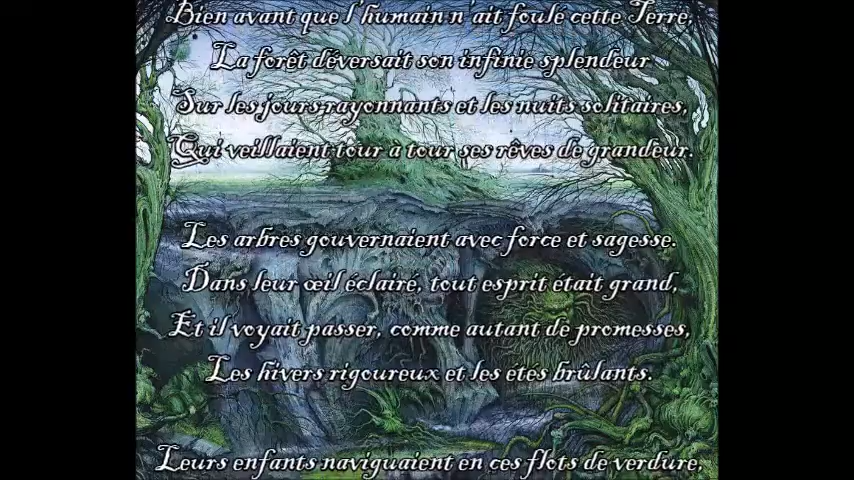 Bien avant que l'humain n'ait foulé cette Terre,
La forêt déversait son infinie splendeur
Sur les jours rayonnants et les nuits solitaires,
Qui veillaient tour à tour ses rêves de grandeur.
Les arbres gouvernaient avec force et sagesse.
Dans leur œil éclairé, tout esprit était grand,
Et il voyait passer, comme autant de promesses,
Les hivers rigoureux et les etes brûlants.
Leurs enfants naviguaient en ces flots de verdure,